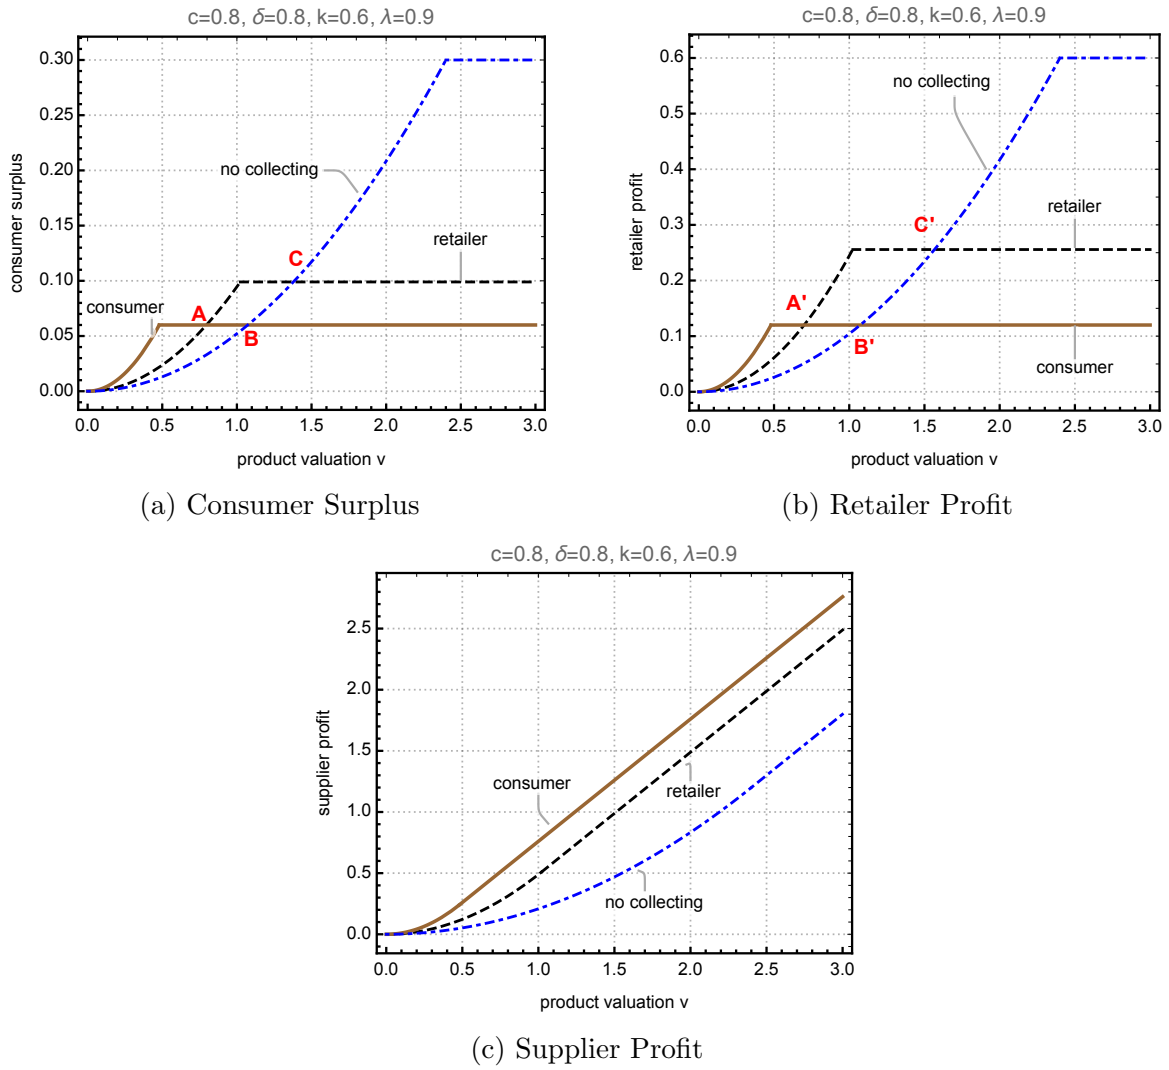 c=0.8, δ=0.8, k=0.6, λ=0.9
0.30
0.25
0.20
0.15
0.10
0.05
0.00
consumer surplus
no collecting
retailer
consumer
A
B
C
0.0 0.5 1.0 1.5 2.0 2.5 3.0
product valuation v
(a) Consumer Surplus
c=0.8, δ=0.8, k=0.6, λ=0.9
0.6
0.5
0.4
0.3
0.2
0.1
0.0
retailer profit
no collecting
retailer
C'
A'
B'
consumer
0.0 0.5 1.0 1.5 2.0 2.5 3.0
product valuation v
(b) Retailer Profit
c=0.8, δ=0.8, k=0.6, λ=0.9
2.5
2.0
1.5
1.0
0.5
0.0
supplier profit
consumer
retailer
no collecting
0.0 0.5 1.0 1.5 2.0 2.5 3.0
product valuation v
(c) Supplier Profit